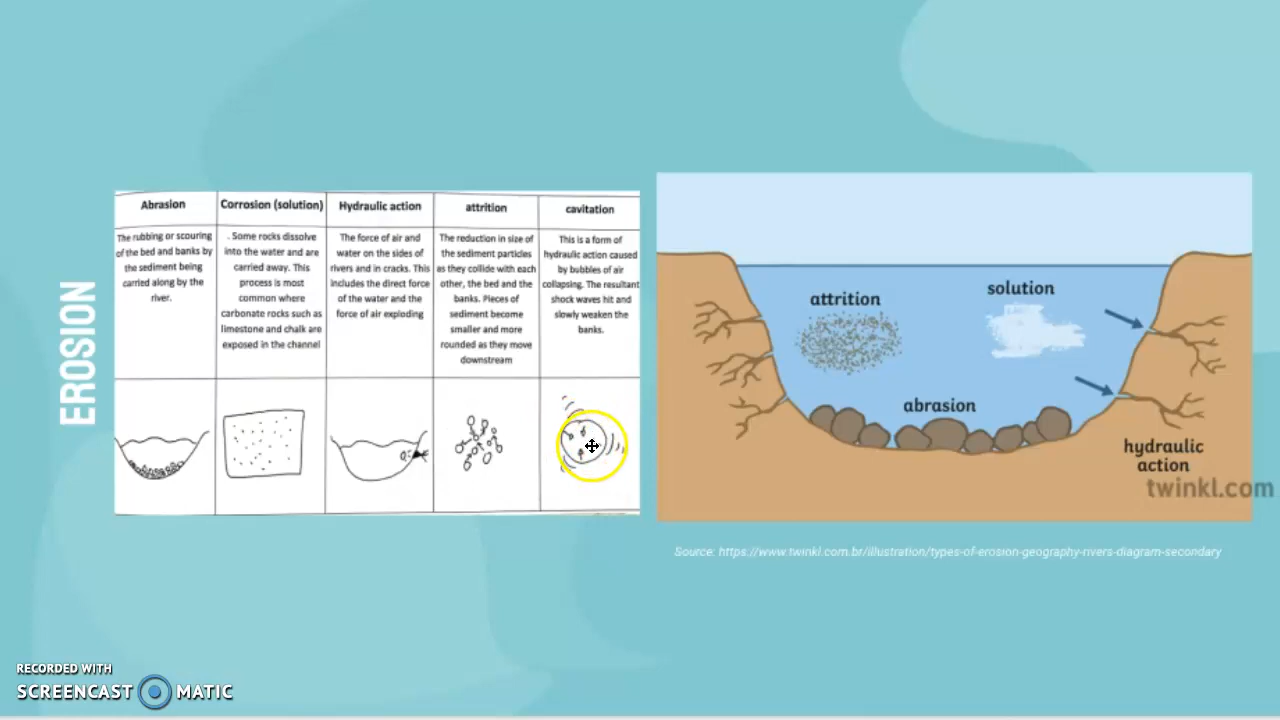 EROSION
Abrasion
The rubbing or scouring
of the bed and banks by
the sediment being
carried along by the
river.
Corrosion (solution)
. Some rocks dissolve
into the water and are
carried away. This
process is most
common where
carbonate rocks such as
limestone and chalk are
exposed in the channel
Hydraulic action
The force of air and
water on the sides of
rivers and in cracks. This
includes the direct force
of the water and the
force of air exploding
attrition
The reduction in size of
the sediment particles
as they collide with each
other, the bed and the
banks. Pieces of
sediment become
smaller and more
rounded as they move
downstream
cavitation
This is a form of
hydraulic action caused
by bubbles of air
collapsing. The resultant
shock waves hit and
slowly weaken the
banks.
attrition
solution
abrasion
hydraulic
action
twinkl.com
Source: https://www.twinkl.com.br/illustration/types-of-erosion-geography-rivers-diagram-secondary
RECORDED WITH
SCREENCAST MATIC